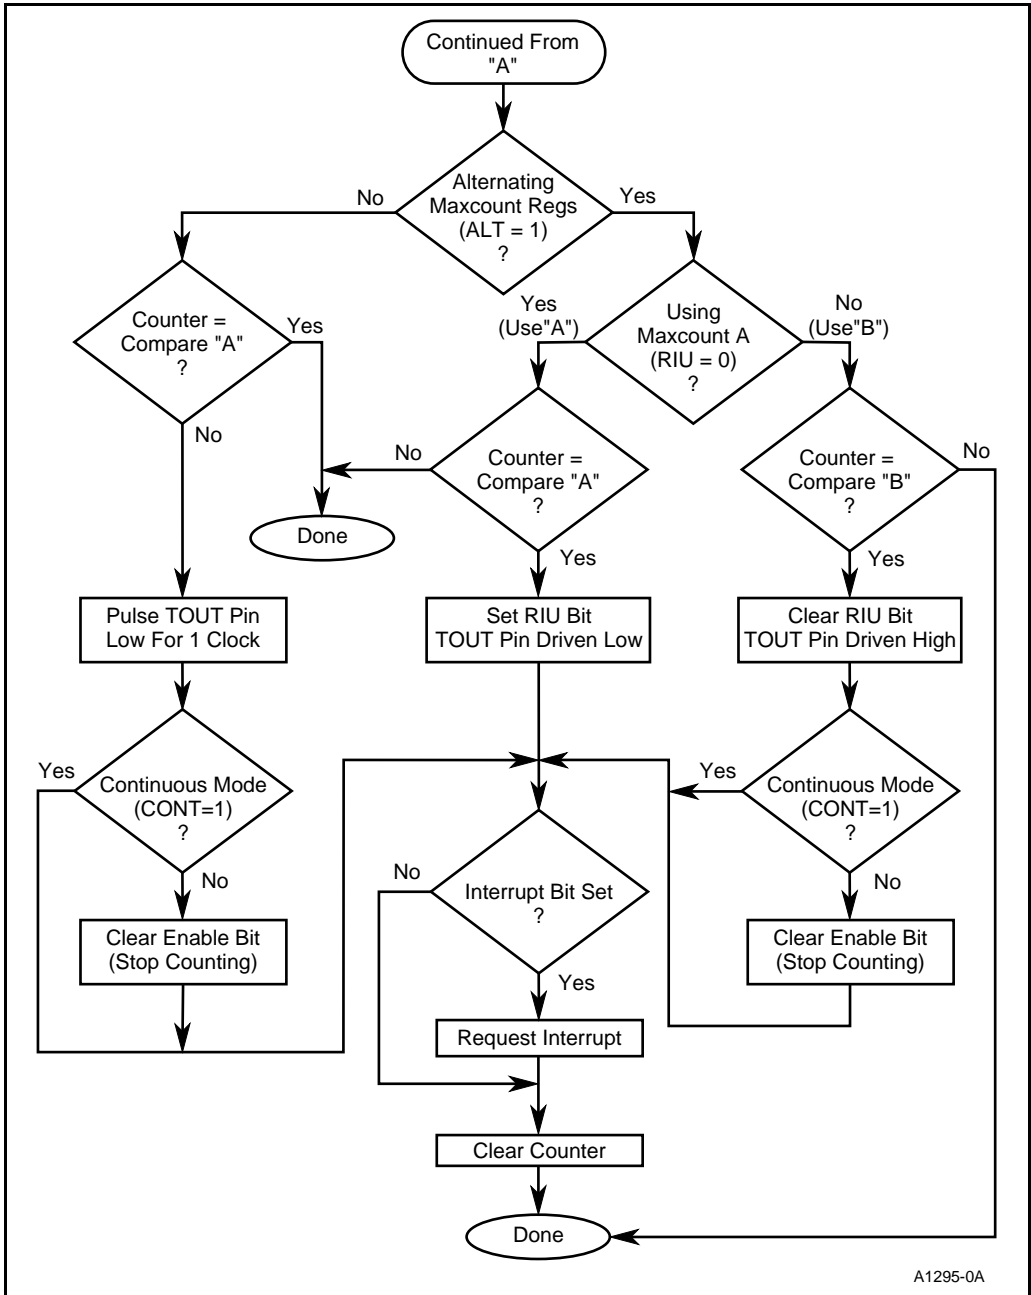 Continued From
"A"
Alternating
Maxcount Regs
(ALT = 1)
?
No
Yes
Counter =
Compare "A"
?
Yes
No
Using
Maxcount A
(RIU = 0)
?
Yes
(Use"A")
No
(Use"B")
Counter =
Compare "A"
?
No
Yes
Counter =
Compare "B"
?
No
Yes
Done
Pulse TOUT Pin
Low For 1 Clock
Set RIU Bit
TOUT Pin Driven Low
Clear RIU Bit
TOUT Pin Driven High
Continuous Mode
(CONT=1)
?
Yes
No
Continuous Mode
(CONT=1)
?
Yes
No
Interrupt Bit Set
?
No
Yes
Clear Enable Bit
(Stop Counting)
Clear Enable Bit
(Stop Counting)
Request Interrupt
Clear Counter
Done
A1295-0A